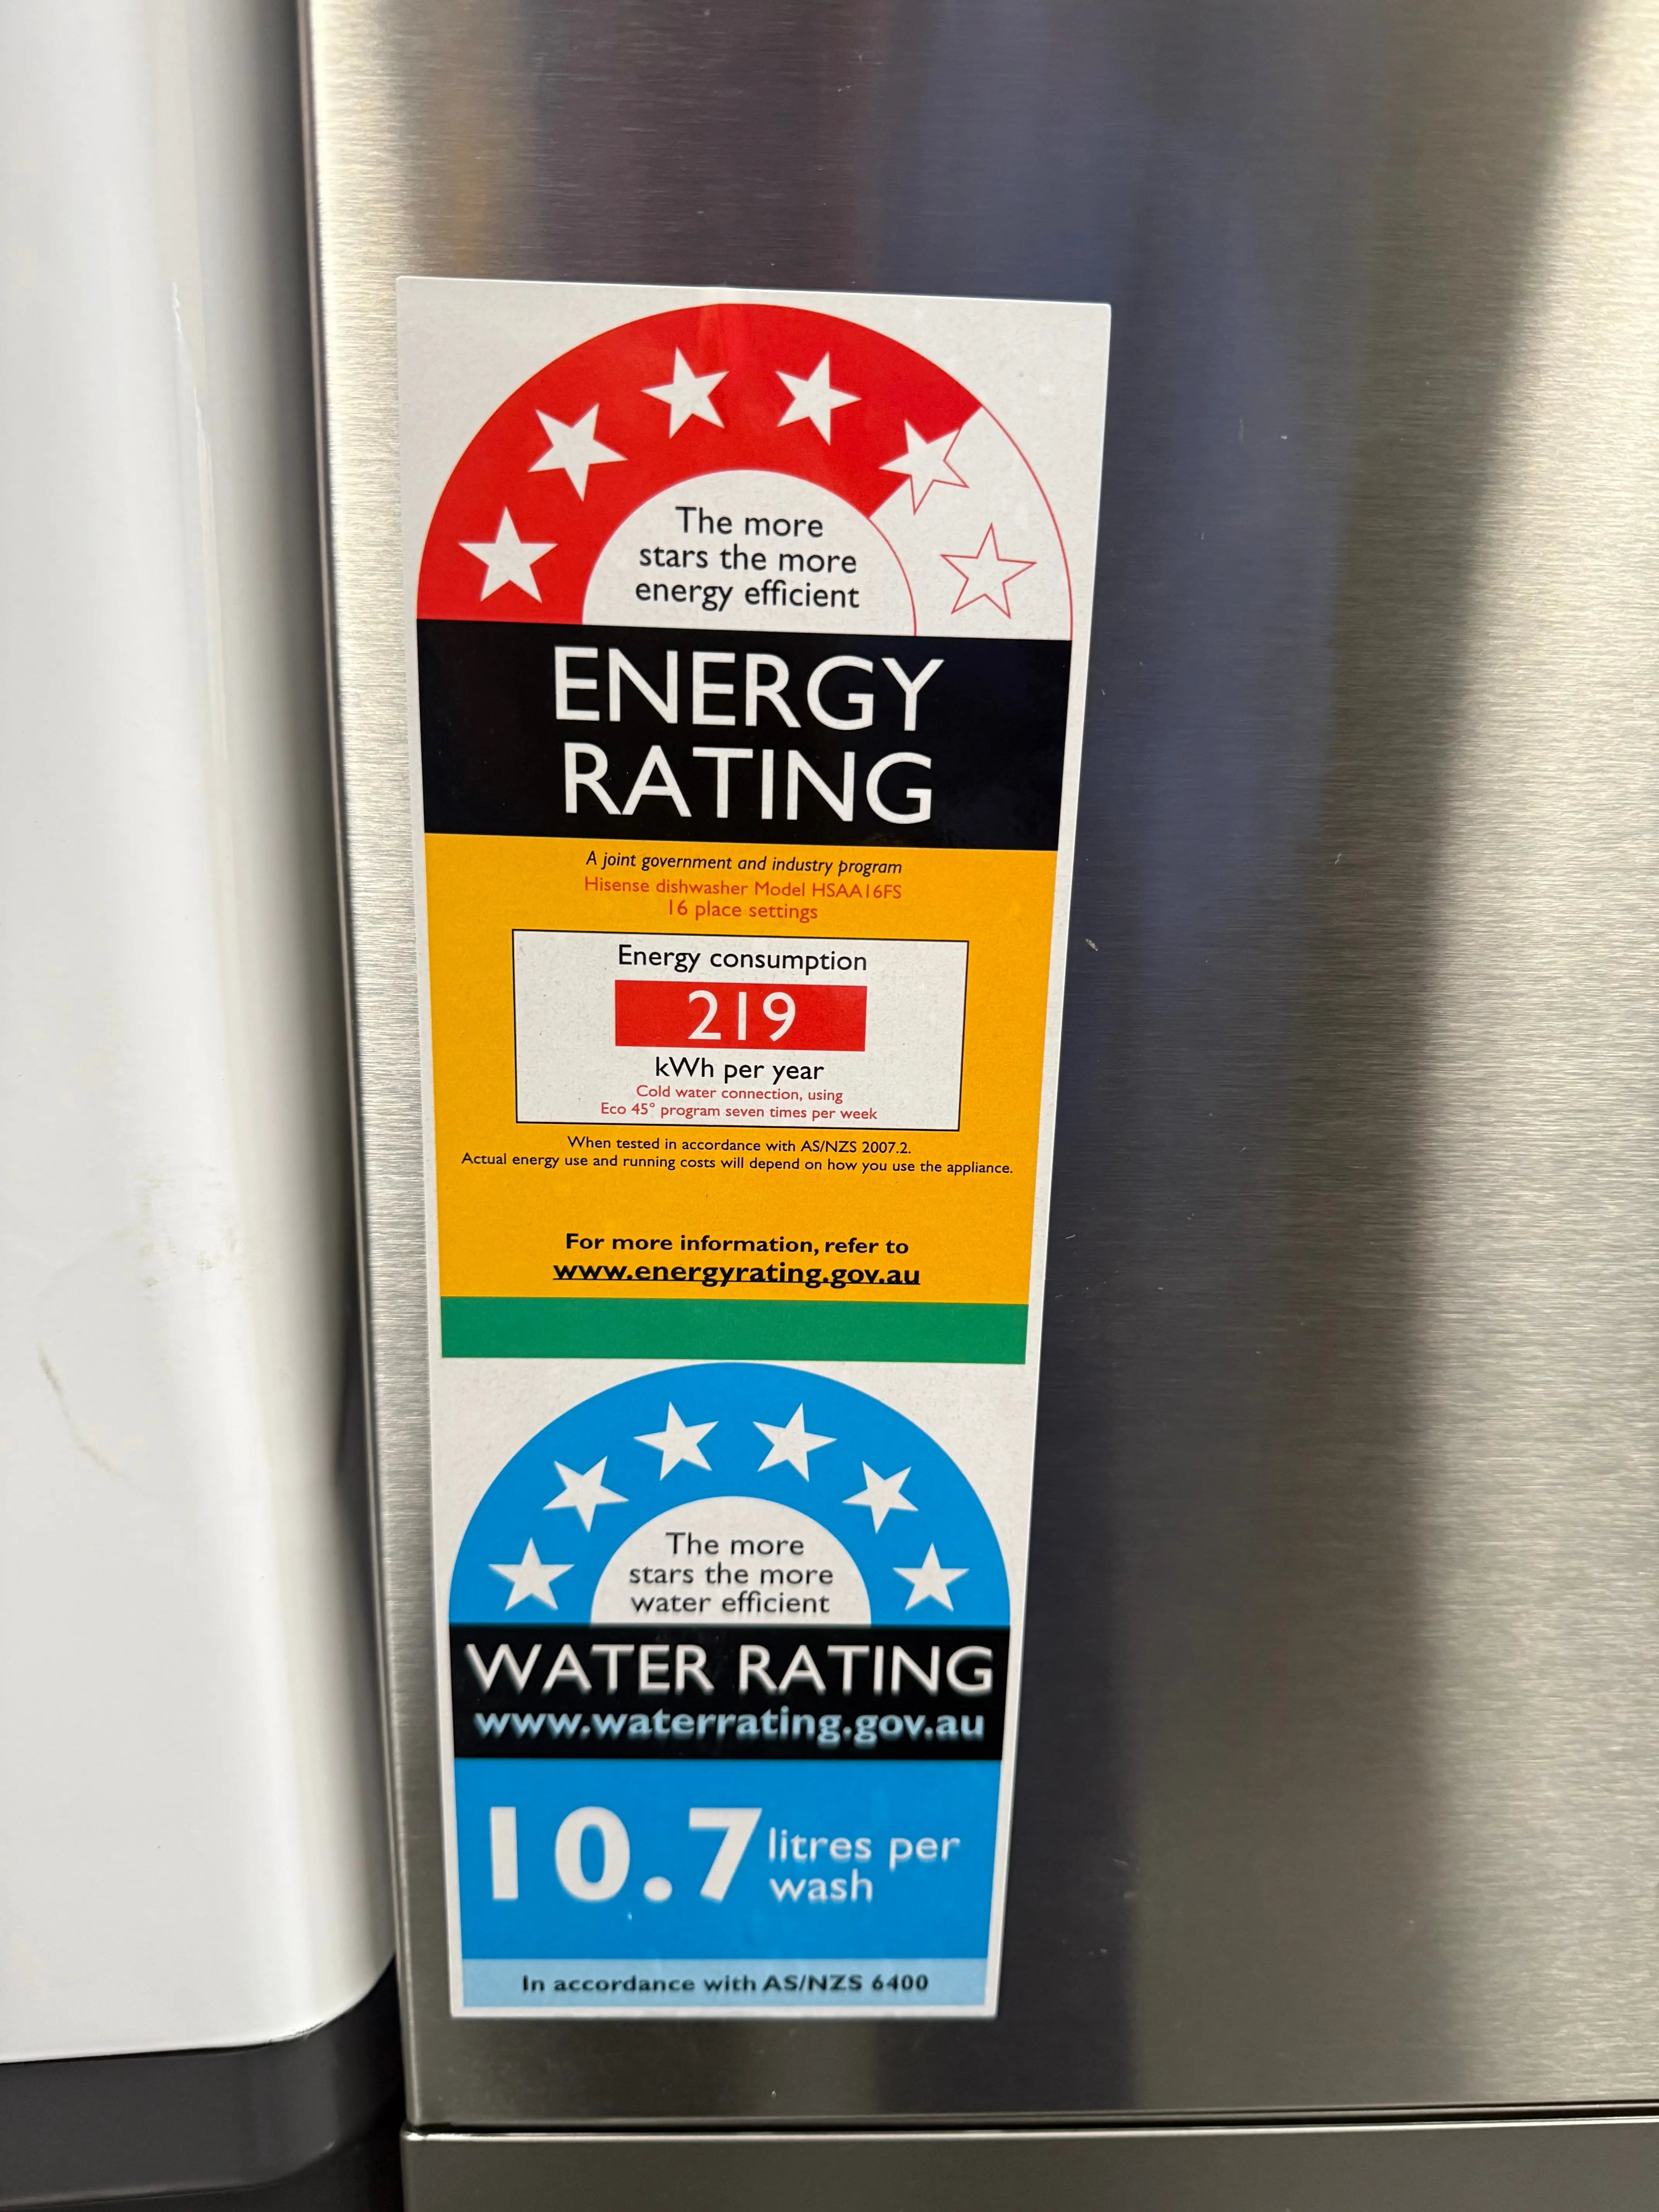 The more
stars the more
energy efficient
ENERGY
RATING
A joint government and industry program
Hisense dishwasher Model HSAA16FS
16 place settings
Energy consumption
219
kWh per year
Cold water connection, using
Eco 45° program seven times per week
When tested in accordance with AS/NZS 2007.2.
Actual energy use and running costs will depend on how you use the appliance.
For more information, refer to
www.energyrating.gov.au
The more
stars the more
water efficient
WATER RATING
www.waterrating.gov.au
10.7 litres per
wash
In accordance with AS/NZS 6400